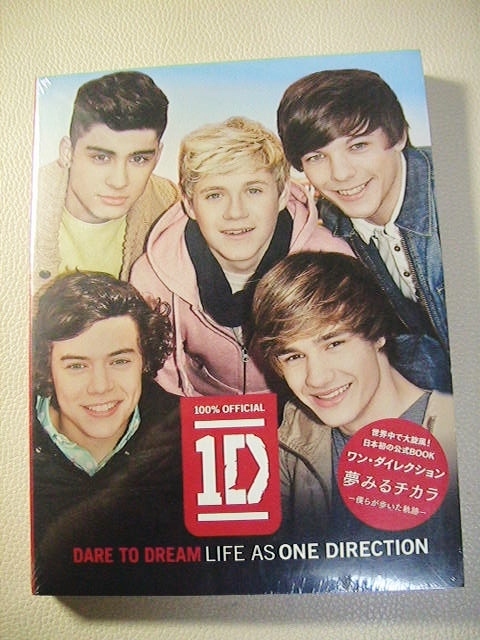 100% OFFICIAL
1D
世界中で大旋風！
日本初の公式BOOK
ワン・ダイレクション
夢みるチカラ
ー僕らが歩いた軌跡ー
DARE TO DREAM LIFE AS ONE DIRECTION